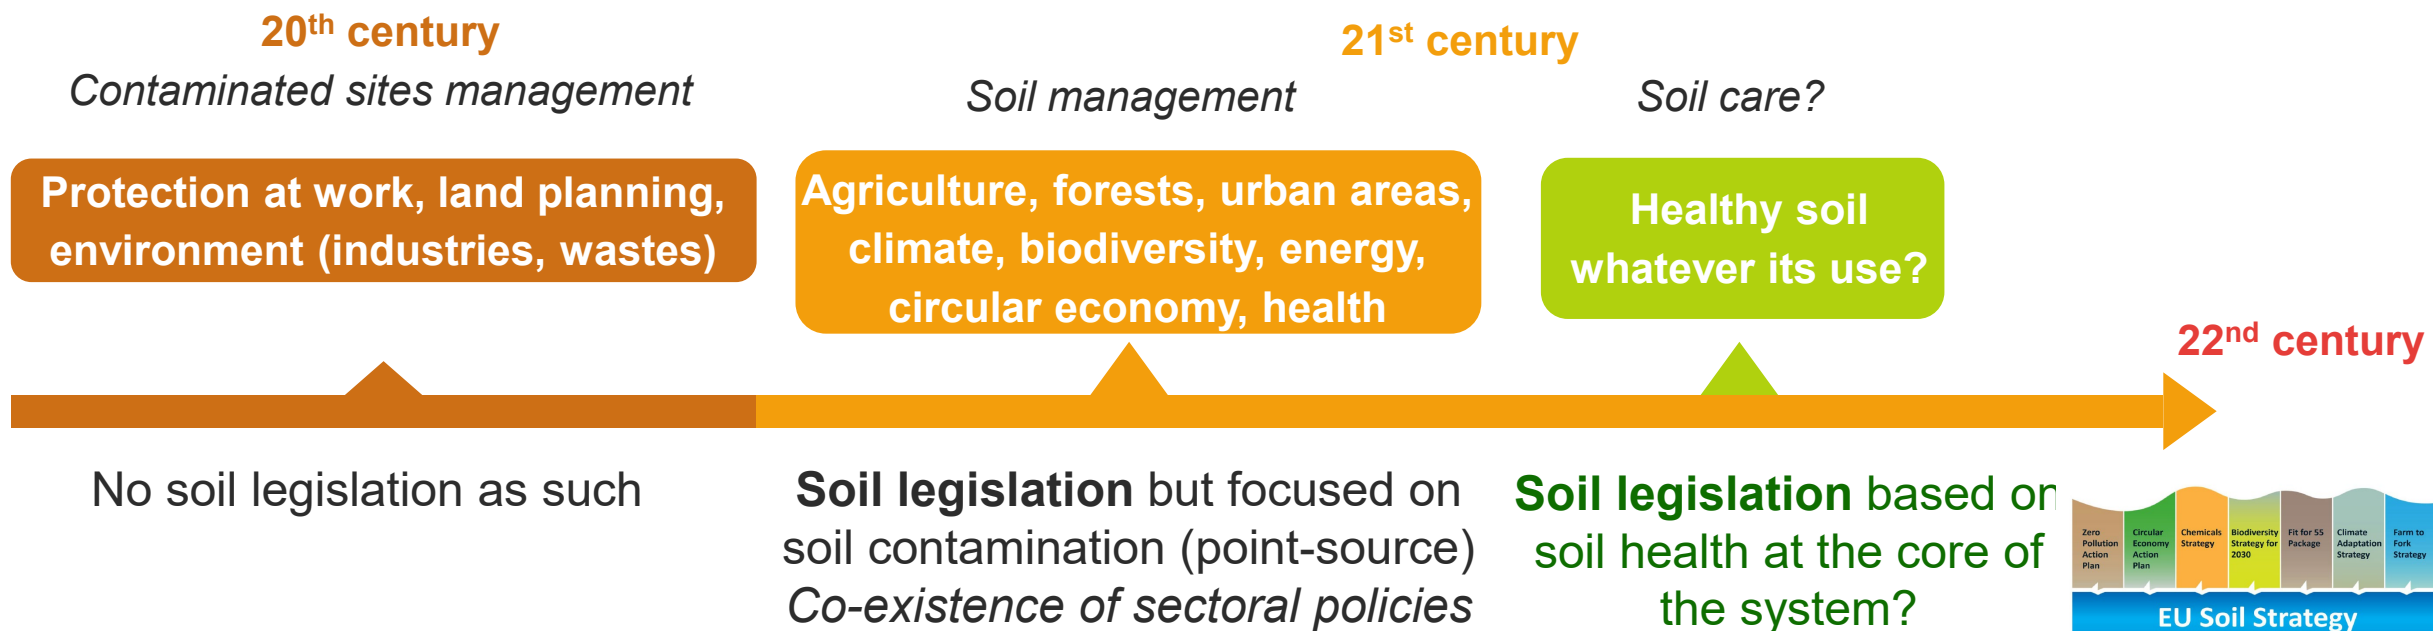 20th century
Contaminated sites management
Protection at work, land planning,
environment (industries, wastes)
No soil legislation as such
21st century
Soil management
Agriculture, forests, urban areas,
climate, biodiversity, energy,
circular economy, health
Soil legislation but focused on
soil contamination (point-source)
Co-existence of sectoral policies
Soil care?
Healthy soil
whatever its use?
Soil legislation based on
soil health at the core of
the system?
22nd century
Zero
Pollution
Action
Plan
Circular
Economy
Action
Plan
Chemicals
Strategy
Biodiversity
Strategy for
2030
Fit for 55
Package
Climate
Adaptation
Strategy
Farm to
Fork
Strategy
EU Soil Strategy